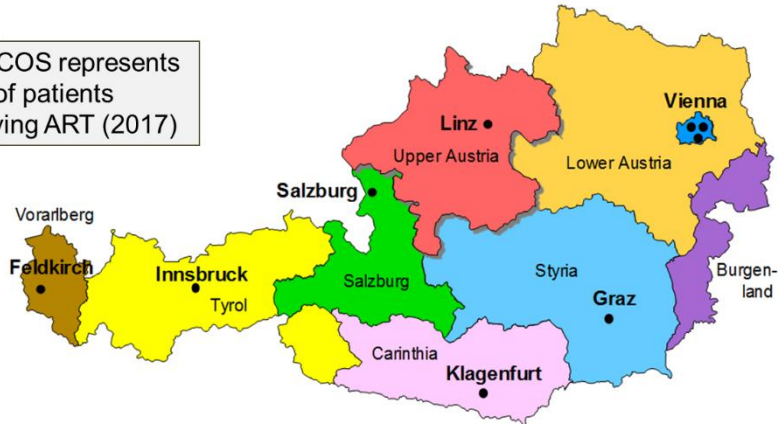 COS represents
of patients
ving ART (2017)
Vienna
Linz
Upper Austria
Lower Austria
Salzburg
Vorarlberg
Feldkirch
Innsbruck
Tyrol
Salzburg
Styria
Burgen-
land
Graz
Carinthia
Klagenfurt